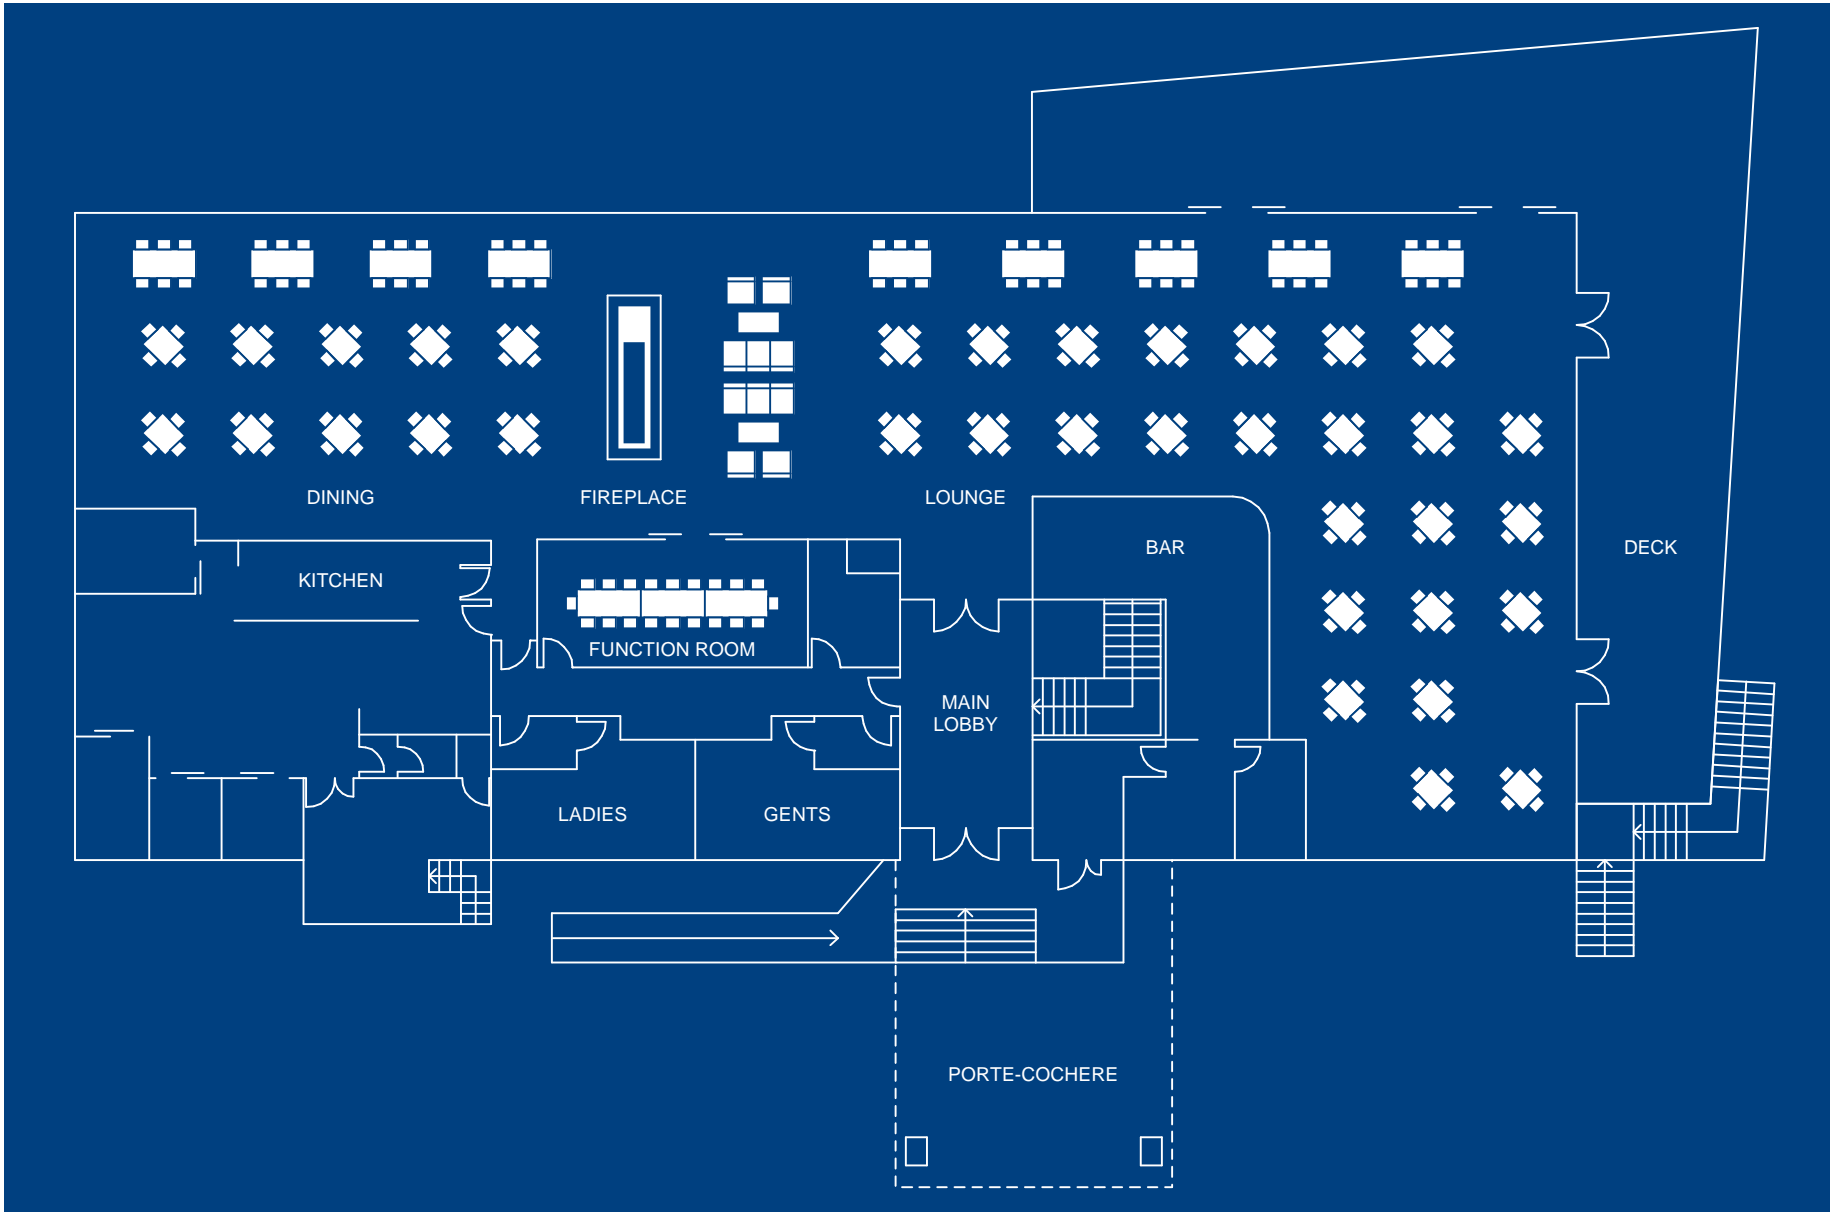 DINING
FIREPLACE
LOUNGE
BAR
DECK
KITCHEN
FUNCTION ROOM
MAIN
LOBBY
LADIES
GENTS
PORTE-COCHERE